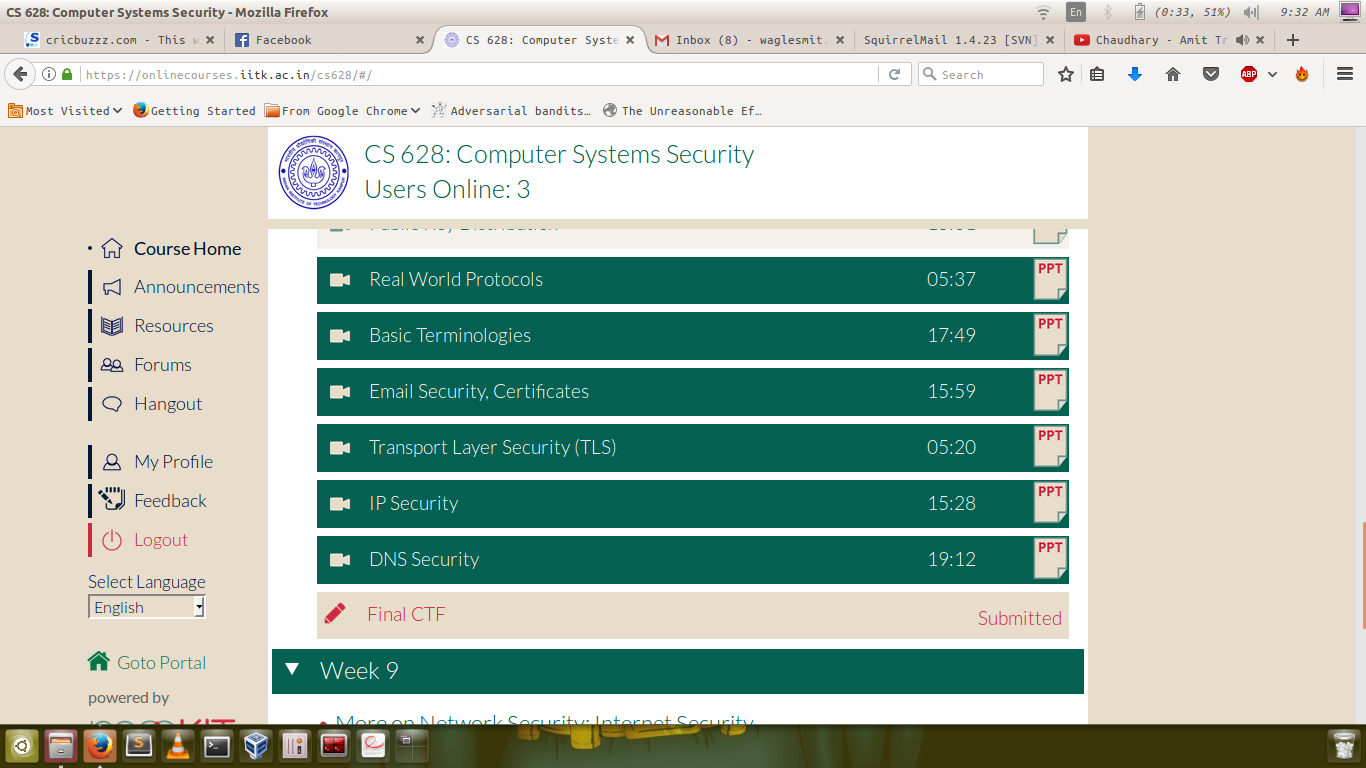 CS 628: Computer Systems Security - Mozilla Firefox
En
(0:33, 51%)
9:32 AM
cricbuzzz.com - This w
Facebook
CS 628: Computer Syste
Inbox (8) - waglesmit.
SquirrelMail 1.4.23 [SVN]
Chaudhary - Amit Tr
https://onlinecourses.iitk.ac.in/cs628/#/
Search
ABP
Most Visited
Getting Started
From Google Chrome
Adversarial bandits…
The Unreasonable Ef…
CS 628: Computer Systems Security
Users Online: 3
Course Home
Announcements
Resources
Forums
Hangout
My Profile
Feedback
Logout
Select Language
English
Goto Portal
powered by
Public Key Distribution
Real World Protocols 05:37 PPT
Basic Terminologies 17:49 PPT
Email Security, Certificates 15:59 PPT
Transport Layer Security (TLS) 05:20 PPT
IP Security 15:28 PPT
DNS Security 19:12 PPT
Final CTF Submitted
Week 9
More on Network Security: Internet Security